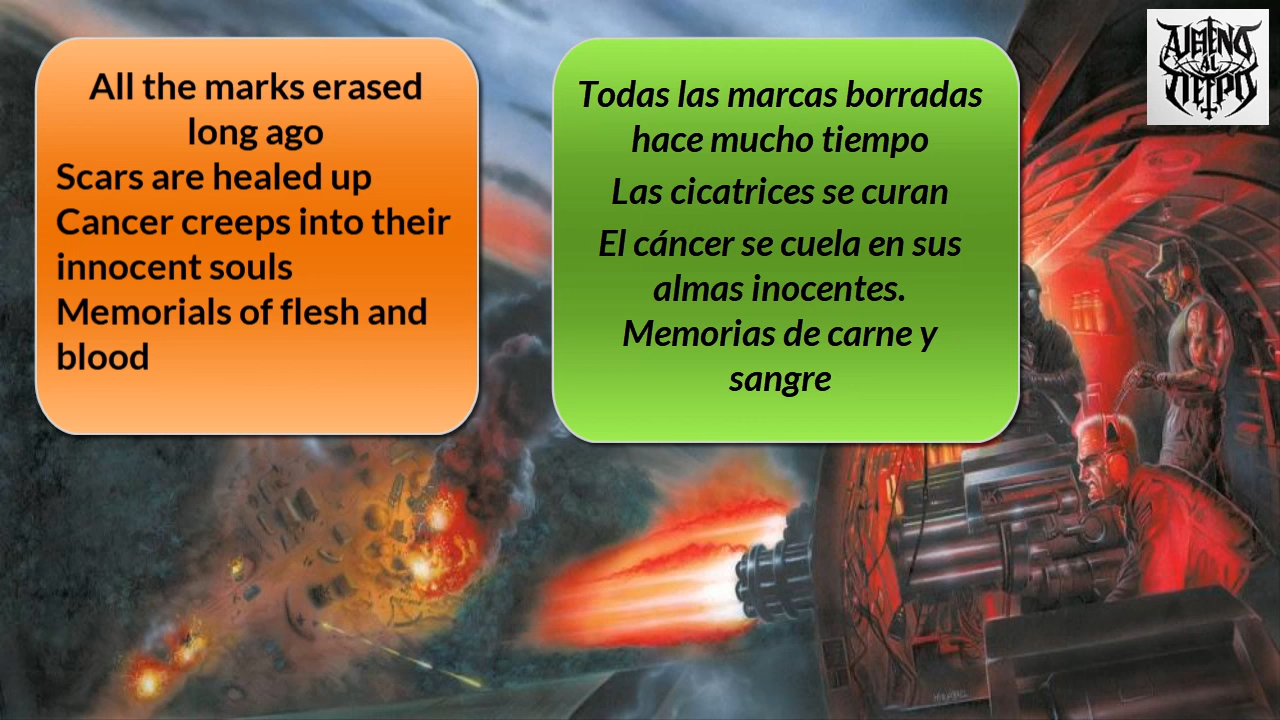 All the marks erased
long ago
Scars are healed up
Cancer creeps into their
innocent souls
Memorials of flesh and
blood
Todas las marcas borradas
hace mucho tiempo
Las cicatrices se curan
El cáncer se cuela en sus
almas inocentes.
Memorias de carne y
sangre